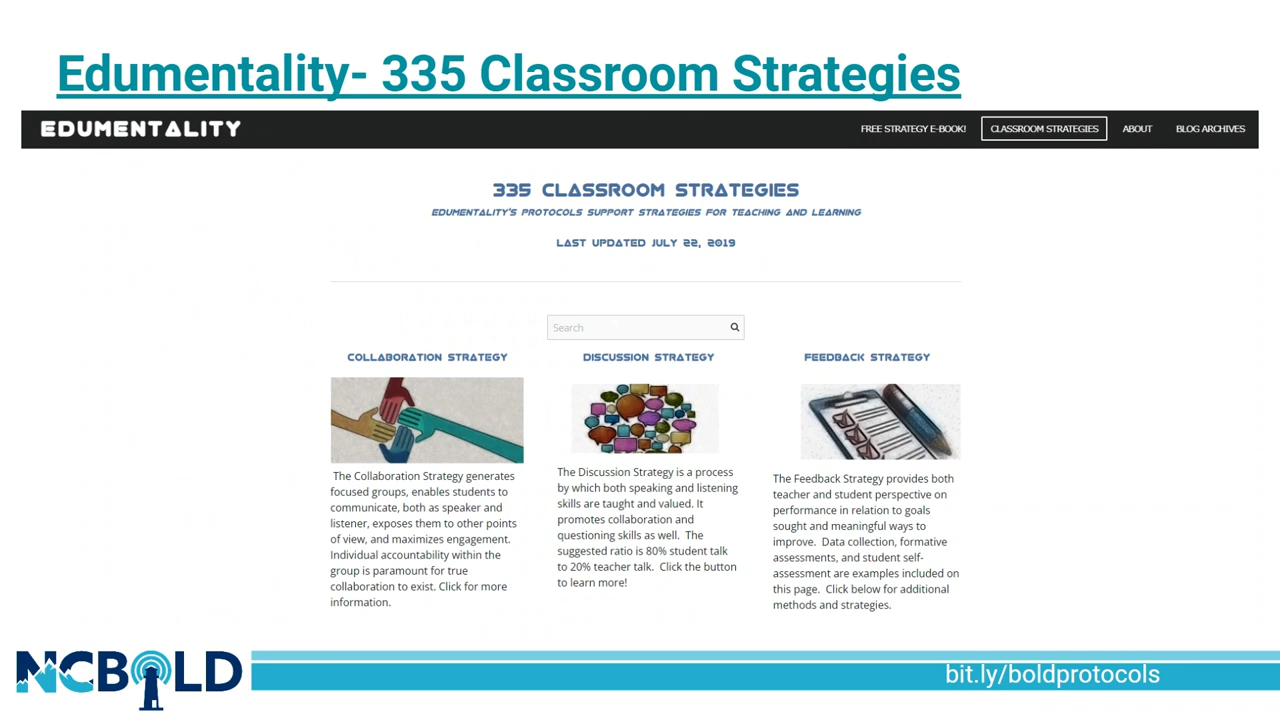 Edumentality- 335 Classroom Strategies
EDUMENTALITY
FREE STRATEGY E-BOOK!
CLASSROOM STRATEGIES
ABOUT
BLOG ARCHIVES
335 CLASSROOM STRATEGIES
EDUMENTALITY'S PROTOCOLS SUPPORT STRATEGIES FOR TEACHING AND LEARNING
LAST UPDATED JULY 22, 2019
Search
COLLABORATION STRATEGY
The Collaboration Strategy generates
focused groups, enables students to
communicate, both as speaker and
listener, exposes them to other points
of view, and maximizes engagement.
Individual accountability within the
group is paramount for true
collaboration to exist. Click for more
information.
DISCUSSION STRATEGY
The Discussion Strategy is a process
by which both speaking and listening
skills are taught and valued. It
promotes collaboration and
questioning skills as well. The
suggested ratio is 80% student talk
to 20% teacher talk. Click the button
to learn more!
FEEDBACK STRATEGY
The Feedback Strategy provides both
teacher and student perspective on
performance in relation to goals
sought and meaningful ways to
improve. Data collection, formative
assessments, and student self-
assessment are examples included on
this page. Click below for additional
methods and strategies.
NCBOLD
bit.ly/boldprotocols